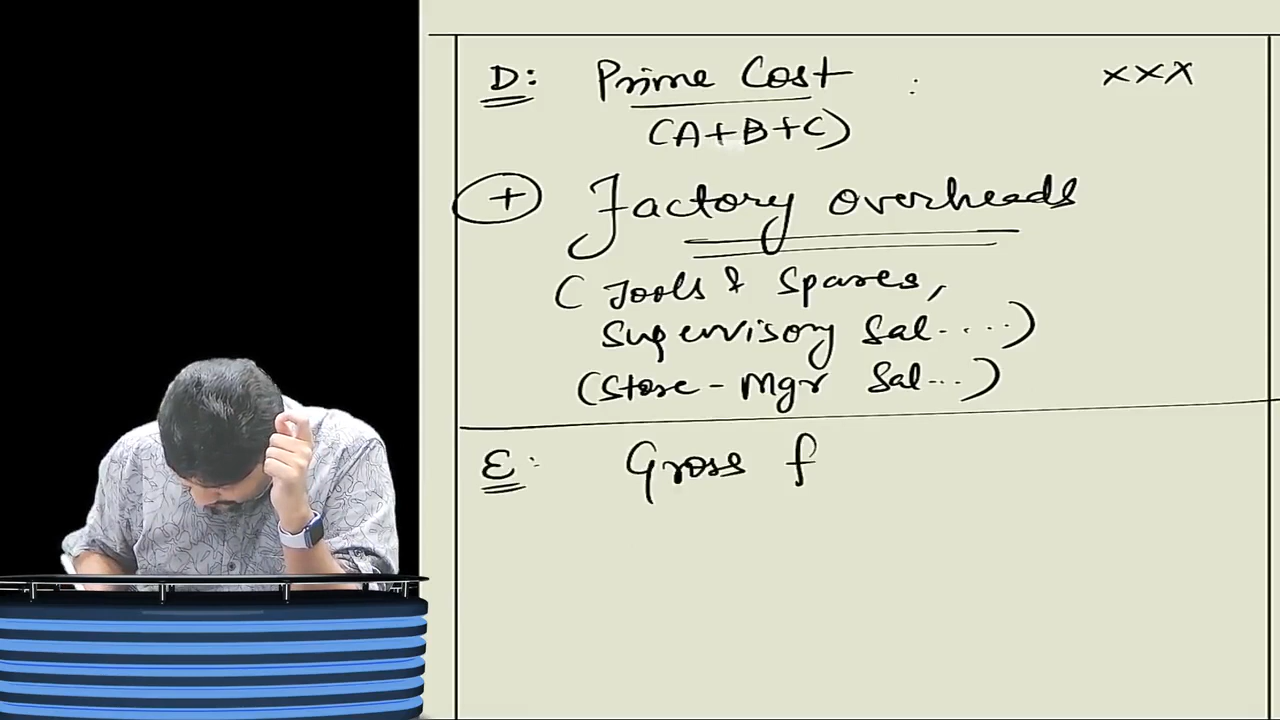 D: Prime Cost : xxx
(A+B+C)
+ Factory overheads
( Tools & Spares,
Supervisory Sal-....)
(Store-Mgr Sal...)
E: Gross f